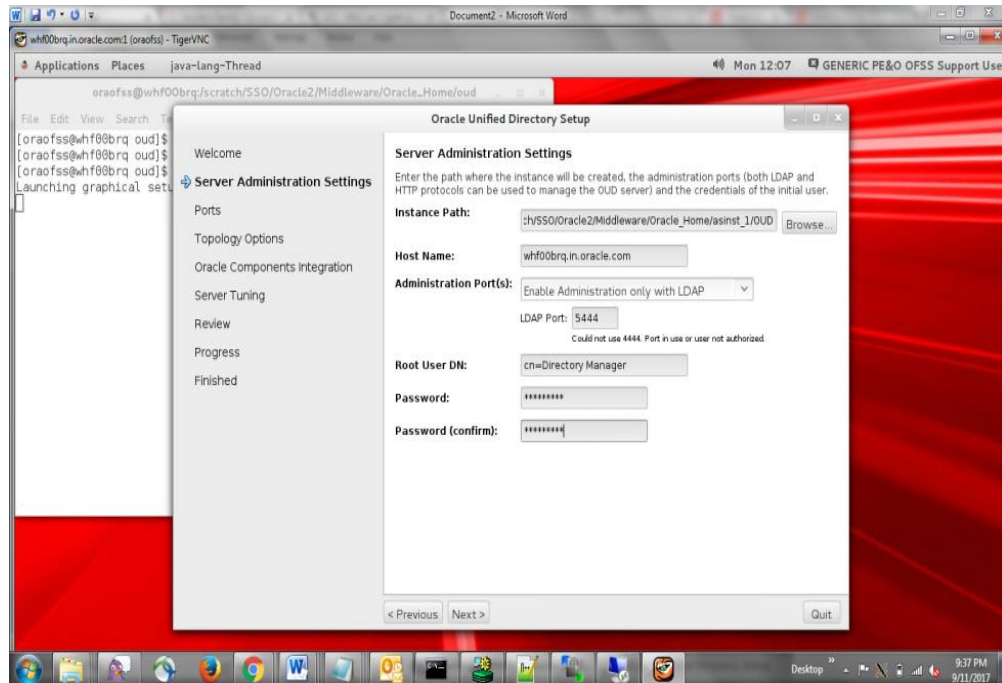 Document2 - Microsoft Word
whf00brq.in.oracle.com:1 (oraofss) - TigerVNC
Applications Places java-lang-Thread Mon 12:07 GENERIC PE&O OFSS Support Use
oraofss@whf00brq:/scratch/SSO/Oracle2/Middleware/Oracle_Home/oud
File Edit View Search Te
[oraofss@whf00brq oud]$
[oraofss@whf00brq oud]$
[oraofss@whf00brq oud]$
Launching graphical setu
Oracle Unified Directory Setup
Welcome
Server Administration Settings
Ports
Topology Options
Oracle Components Integration
Server Tuning
Review
Progress
Finished
Server Administration Settings
Enter the path where the instance will be created, the administration ports (both LDAP and
HTTP protocols can be used to manage the OUD server) and the credentials of the initial user.
Instance Path: :h/SSO/Oracle2/Middleware/Oracle_Home/asinst_1/OUD Browse...
Host Name: whf00brq.in.oracle.com
Administration Port(s): Enable Administration only with LDAP
LDAP Port: 5444
Could not use 4444. Port in use or user not authorized.
Root User DN: cn=Directory Manager
Password: *********
Password (confirm): *********
< Previous Next > Quit
Desktop » 9:37 PM
9/11/2017